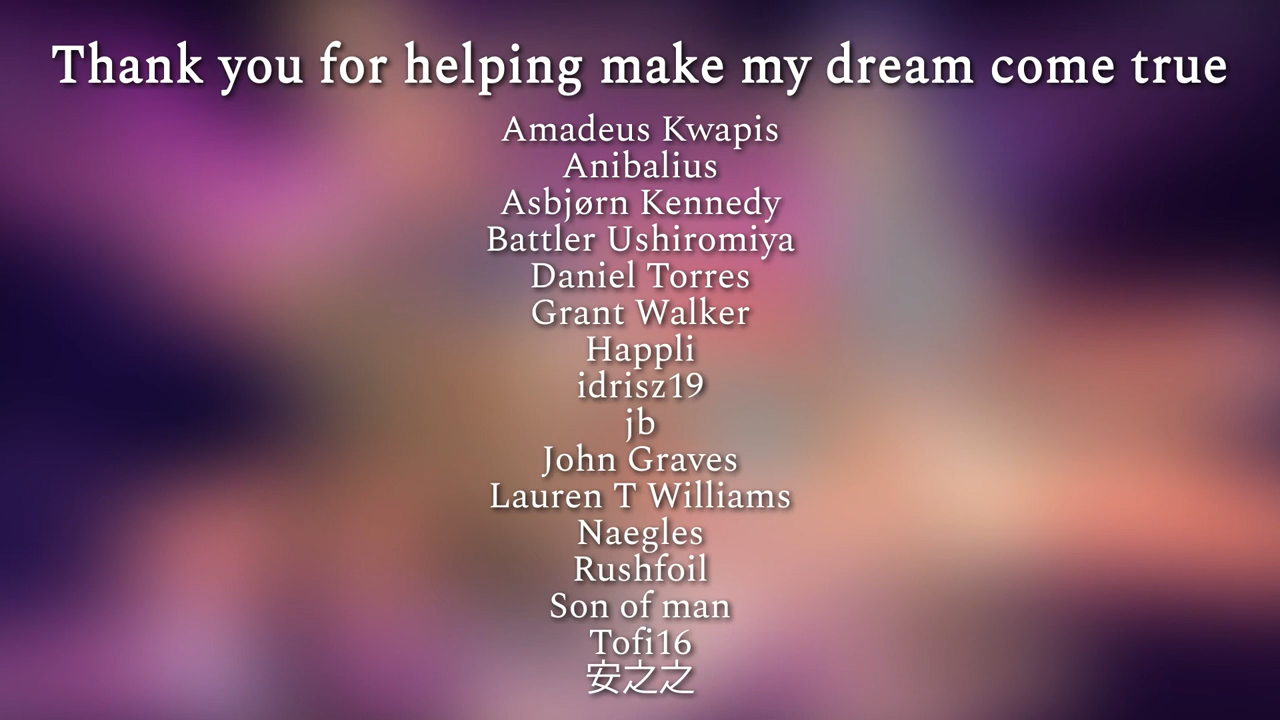 Thank you for helping make my dream come true
Amadeus Kwapis
Anibalius
Asbjørn Kennedy
Battler Ushiromiya
Daniel Torres
Grant Walker
Happli
idrisz19
jb
John Graves
Lauren T Williams
Naegles
Rushfoil
Son of man
Tofi16
安之之